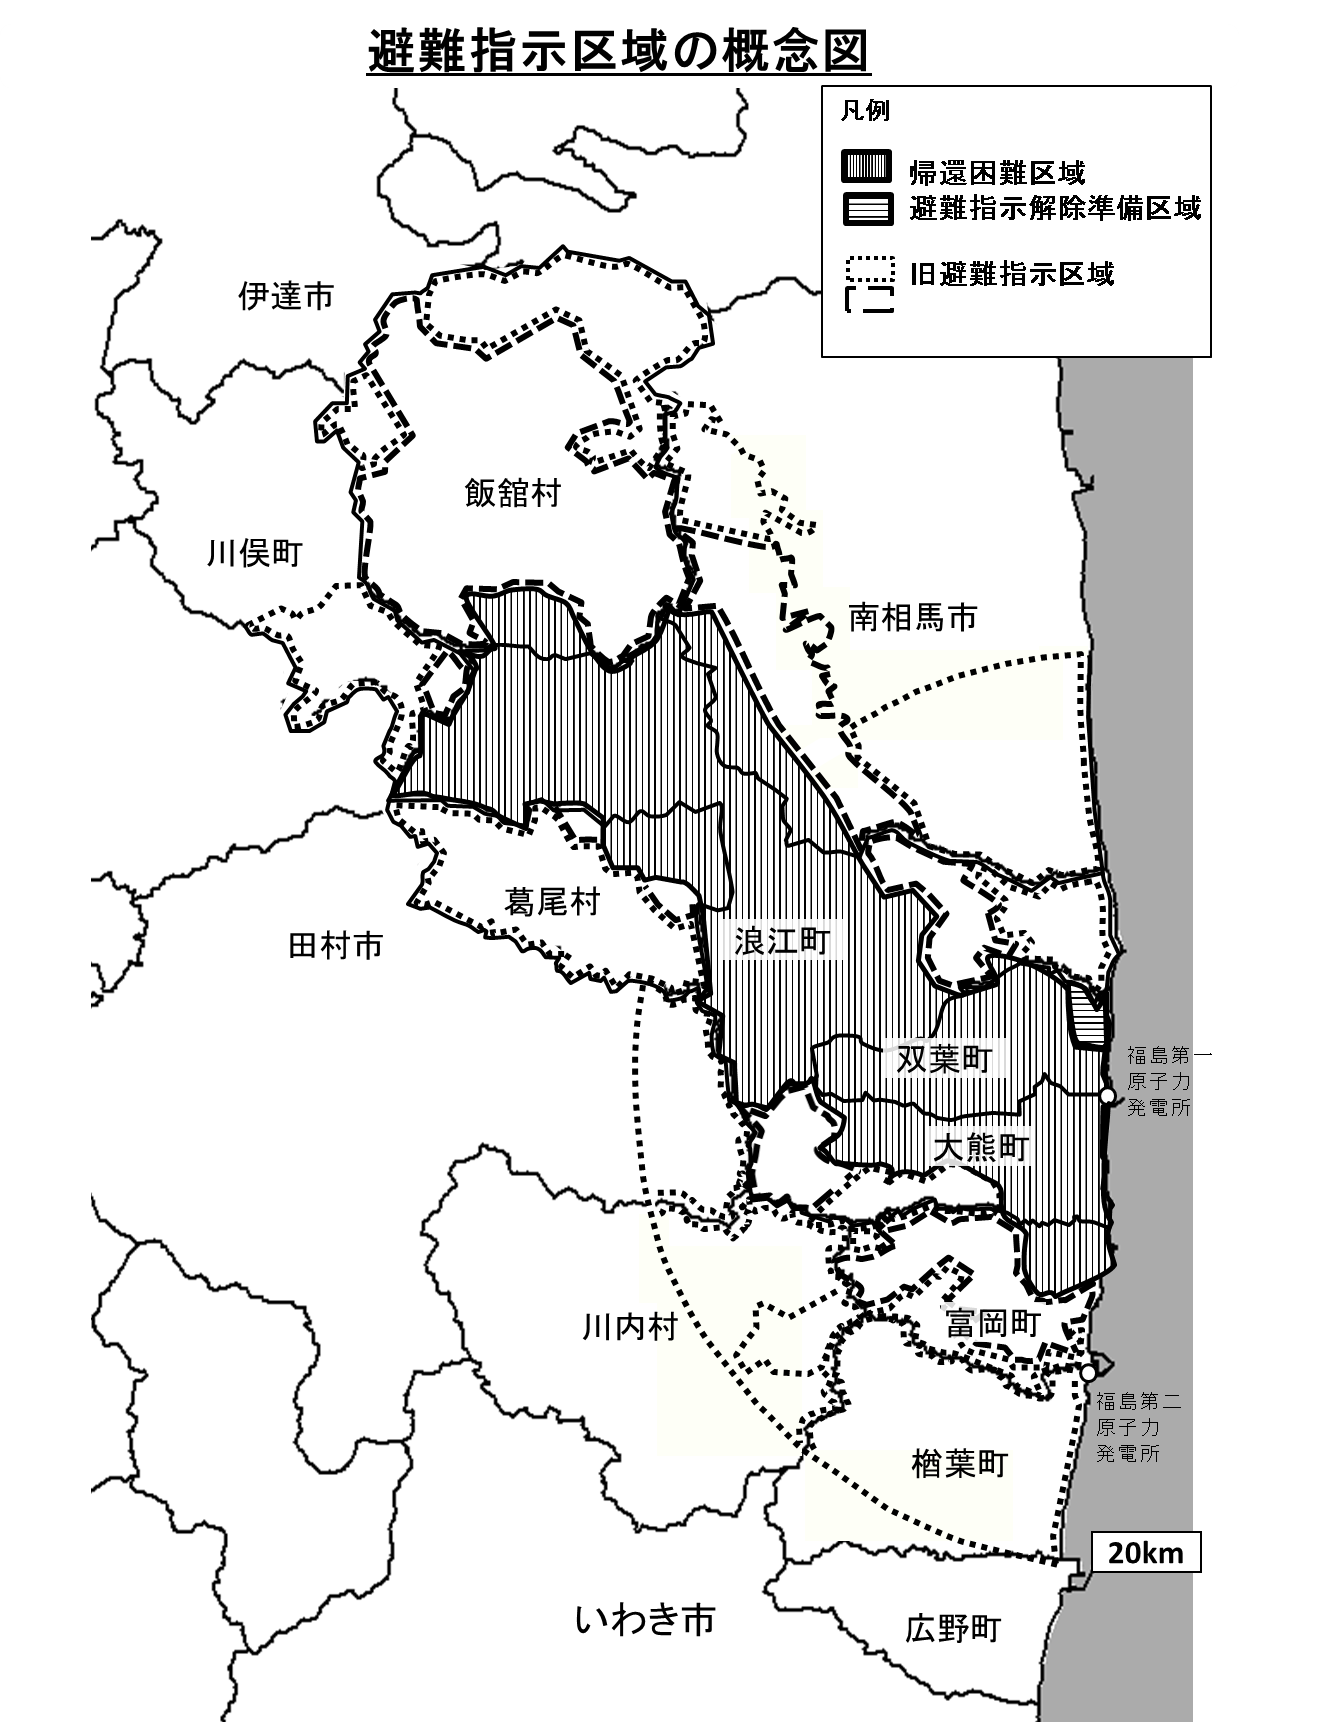 避難指示区域の概念図
凡例
帰還困難区域
避難指示解除準備区域
旧避難指示区域
伊達市
飯舘村
川俣町
南相馬市
葛尾村
浪江町
田村市
双葉町
福島第一
原子力
発電所
大熊町
川内村
富岡町
福島第二
原子力
発電所
楢葉町
20km
いわき市
広野町